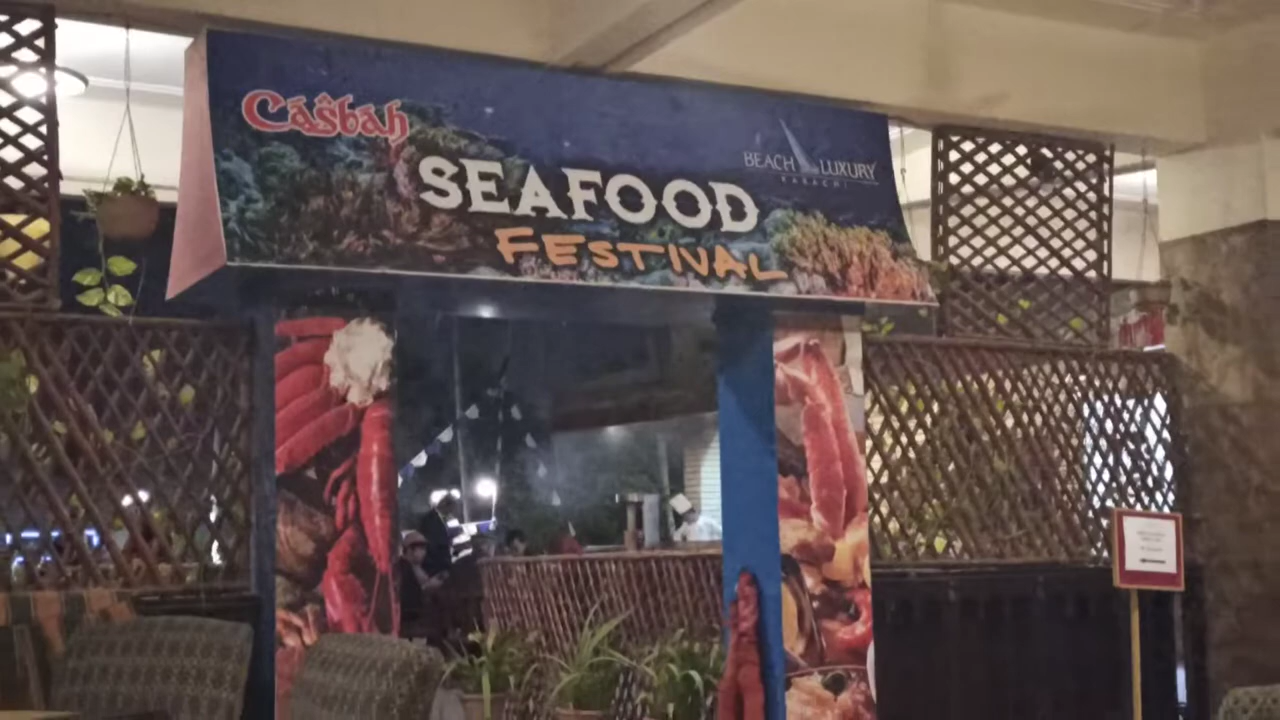 Casbah
BEACH LUXURY
KARACHI
SEAFOOD
FESTIVAL